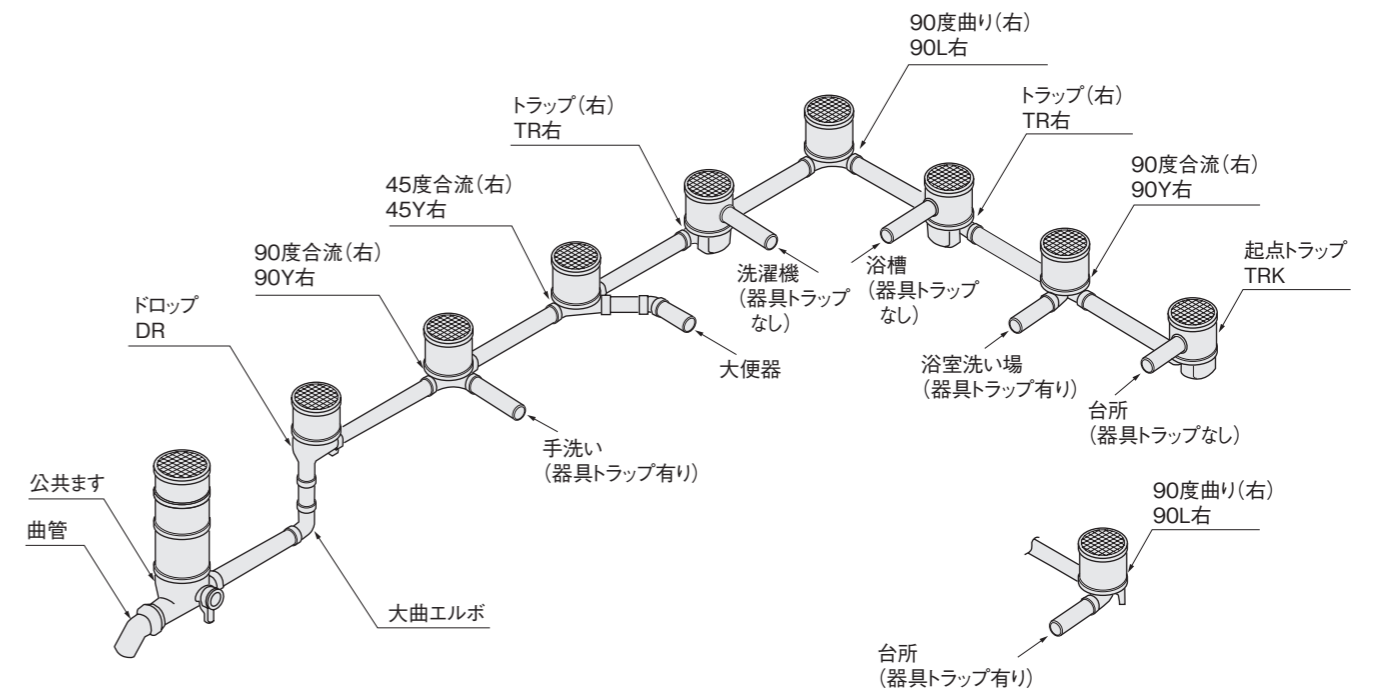 90度曲り(右)
90L右
トラップ(右)
TR右
トラップ(右)
TR右
90度合流(右)
90Y右
45度合流(右)
45Y右
起点トラップ
TRK
90度合流(右)
90Y右
ドロップ
DR
洗濯機
(器具トラップ
なし)
浴槽
(器具トラップ
なし)
大便器
浴室洗い場
(器具トラップ有り)
台所
(器具トラップなし)
手洗い
(器具トラップ有り)
公共ます
曲管
90度曲り(右)
90L右
大曲エルボ
台所
(器具トラップ有り)